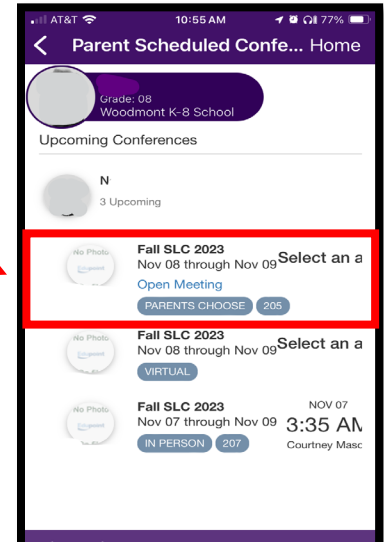 AT&T 10:55 AM 77%
Parent Scheduled Confe... Home
Grade: 08
Woodmont K-8 School
Upcoming Conferences
N
3 Upcoming
No Photo
Fall SLC 2023
Nov 08 through Nov 09 Select an a
Open Meeting
PARENTS CHOOSE 205
No Photo
Fall SLC 2023
Nov 08 through Nov 09 Select an a
VIRTUAL
No Photo
Fall SLC 2023 NOV 07
Nov 07 through Nov 09 3:35 AM
IN PERSON 207 Courtney Masc